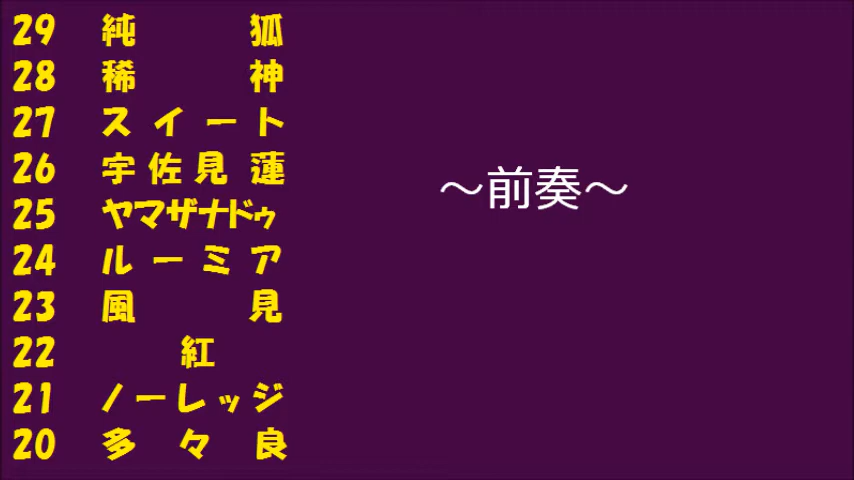 29 純狐
28 稀神
27 スイート
26 宇佐見蓮
25 ヤマザナドゥ
24 ルーミア
23 風見
22 紅
21 ノーレッジ
20 多々良
～前奏～